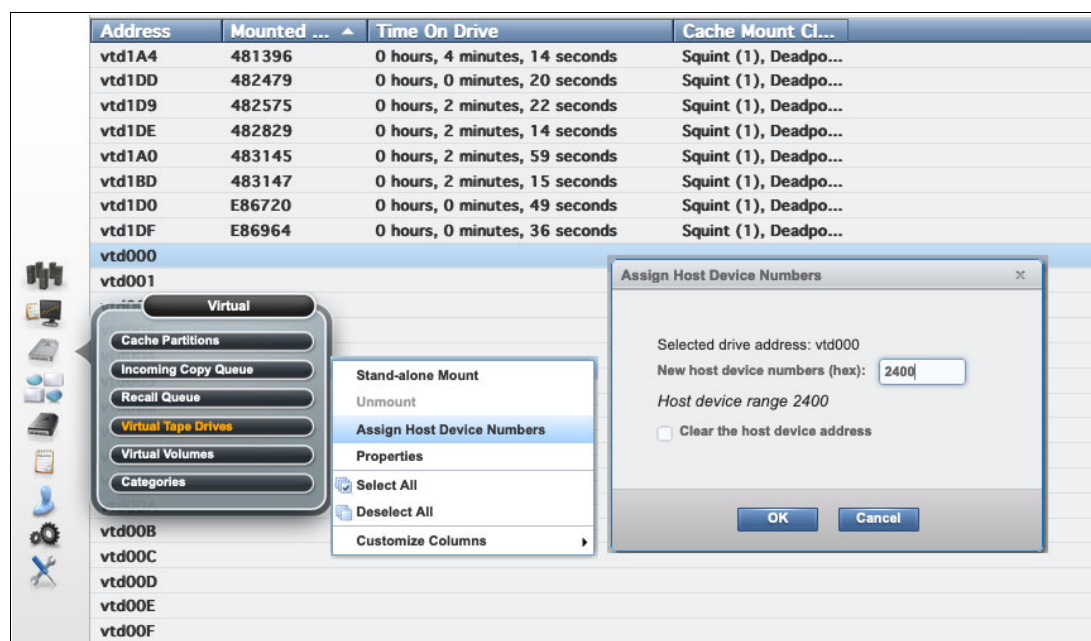 Address Mounted ... Time On Drive Cache Mount Cl...
vtd1A4 481396 0 hours, 4 minutes, 14 seconds Squint (1), Deadpo...
vtd1DD 482479 0 hours, 0 minutes, 20 seconds Squint (1), Deadpo...
vtd1D9 482575 0 hours, 2 minutes, 22 seconds Squint (1), Deadpo...
vtd1DE 482829 0 hours, 2 minutes, 14 seconds Squint (1), Deadpo...
vtd1A0 483145 0 hours, 2 minutes, 59 seconds Squint (1), Deadpo...
vtd1BD 483147 0 hours, 2 minutes, 15 seconds Squint (1), Deadpo...
vtd1D0 E86720 0 hours, 0 minutes, 49 seconds Squint (1), Deadpo...
vtd1DF E86964 0 hours, 0 minutes, 36 seconds Squint (1), Deadpo...
vtd000
vtd001
Virtual
Cache Partitions
Incoming Copy Queue
Recall Queue
Virtual Tape Drives
Virtual Volumes
Categories
Stand-alone Mount
Unmount
Assign Host Device Numbers
Properties
Select All
Deselect All
Customize Columns
Assign Host Device Numbers x
Selected drive address: vtd000
New host device numbers (hex): 2400
Host device range 2400
Clear the host device address
OK Cancel
vtd00B
vtd00C
vtd00D
vtd00E
vtd00F